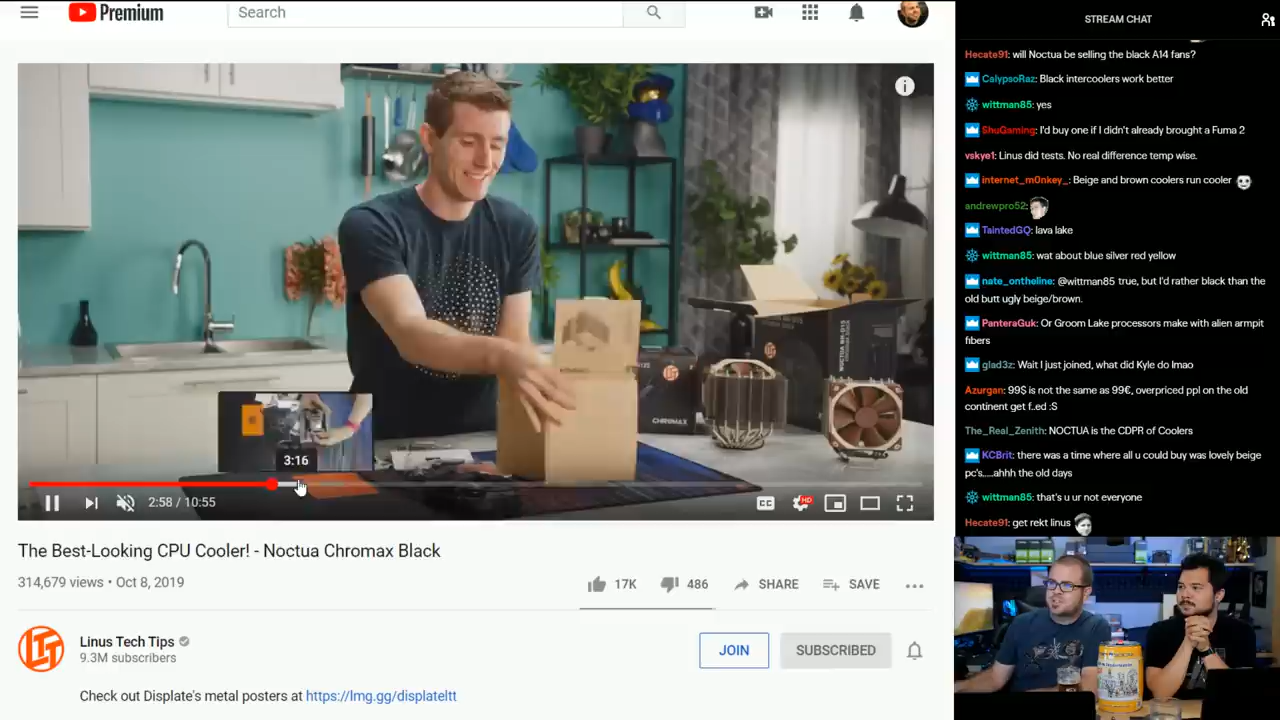 Premium
Search
STREAM CHAT
Hecate91: will Noctua be selling the black A14 fans?
CalypsoRaz: Black intercoolers work better
wittman85: yes
ShuGaming: I'd buy one if I didn't already brought a Fuma 2
vskye1: Linus did tests. No real difference temp wise.
internet_m0nkey_: Beige and brown coolers run cooler
andrewpro52:
TaintedGQ: lava lake
wittman85: wat about blue silver red yellow
nate_ontheline: @wittman85 true, but I'd rather black than the
old butt ugly beige/brown.
PanteraGuk: Or Groom Lake processors make with alien armpit
fibers
glad3z: Wait I just joined, what did Kyle do lmao
Azurgan: 99$ is not the same as 99€, overpriced ppl on the old
continent get f..ed :S
The_Real_Zenith: NOCTUA is the CDPR of Coolers
KCBrit: there was a time where all u could buy was lovely beige
pc's.....ahhh the old days
wittman85: that's u ur not everyone
Hecate91: get rekt linus
CHROMAX
3:16
2:58 / 10:55
CC
HD
The Best-Looking CPU Cooler! - Noctua Chromax Black
314,679 views • Oct 8, 2019
17K
486
SHARE
SAVE
LTT
Linus Tech Tips
9.3M subscribers
JOIN
SUBSCRIBED
Check out Displate's metal posters at https://lmg.gg/displateltt